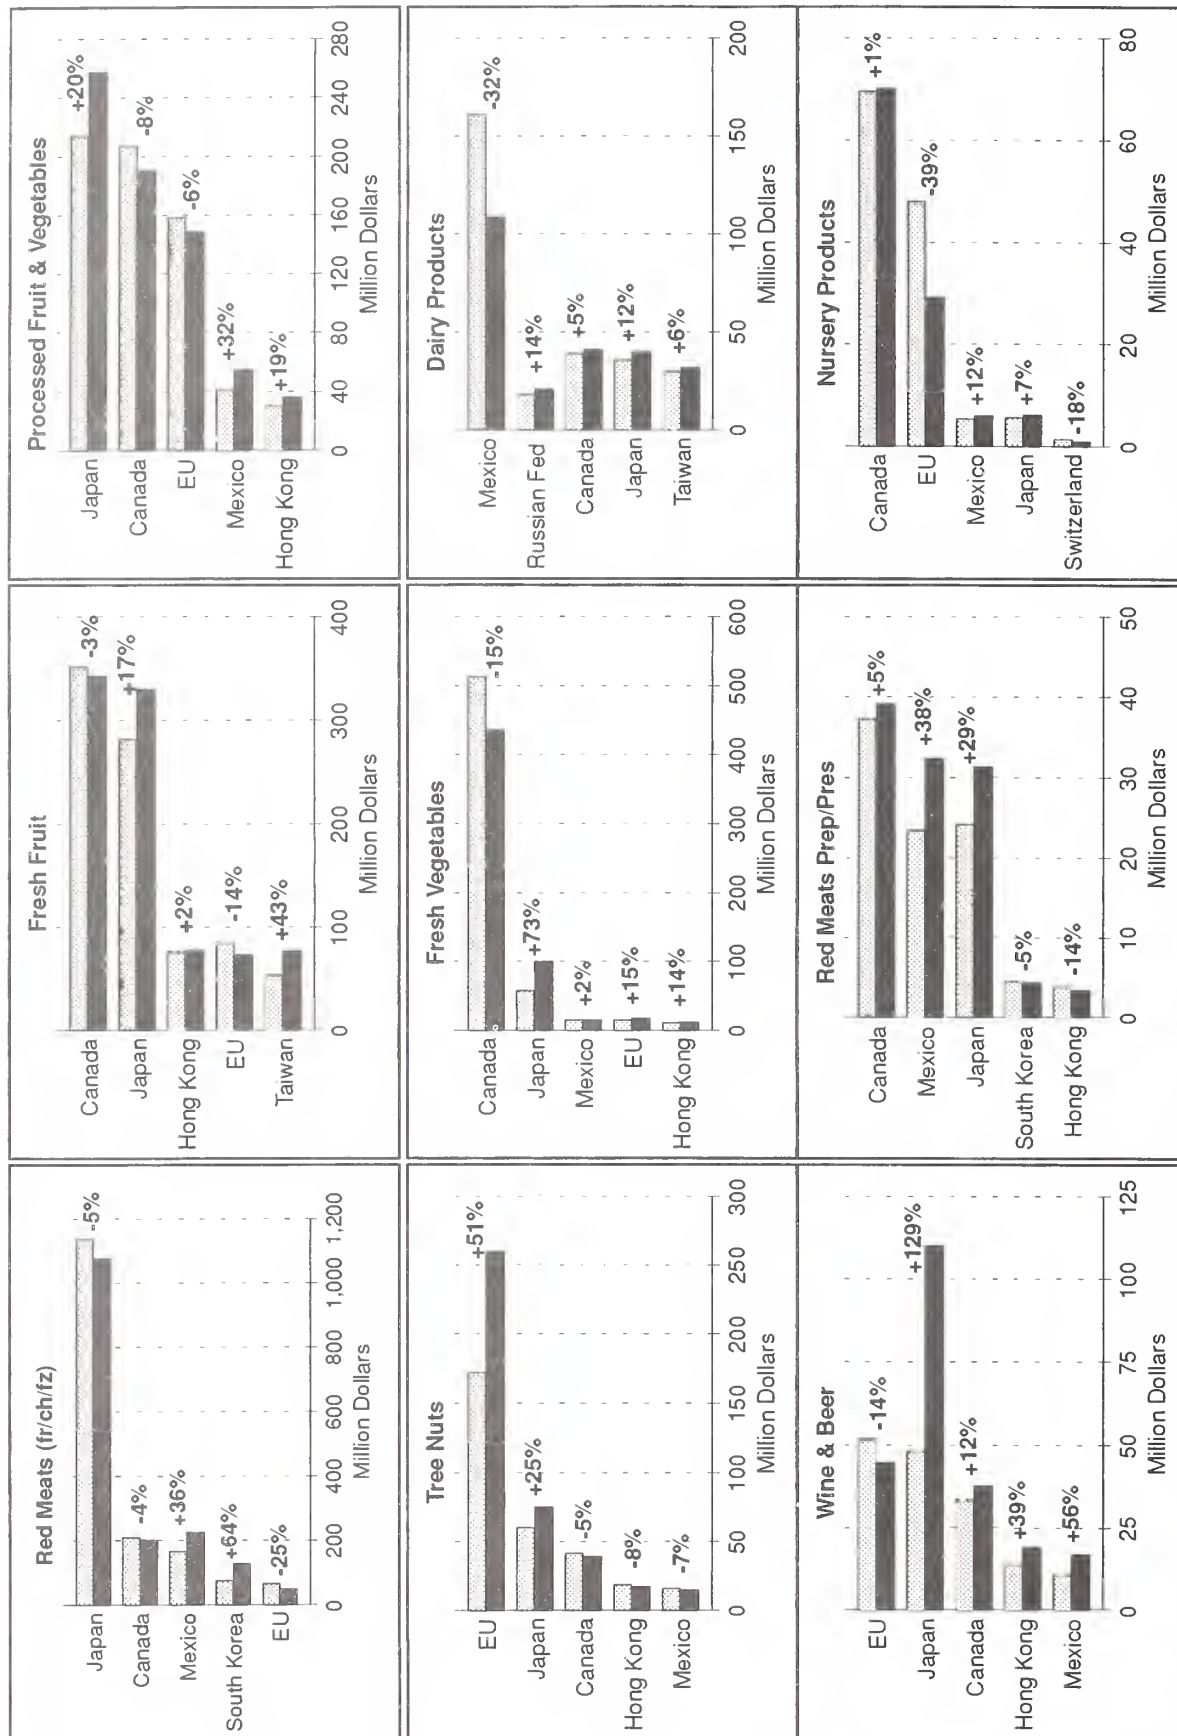 Red Meats (fr/ch/fz)
Japan
-5%
Canada
-4%
Mexico
+36%
South Korea
+64%
EU
-25%
0 200 400 600 800 1,000 1,200
Million Dollars
Fresh Fruit
Canada
-3%
Japan
+17%
Hong Kong
+2%
EU
-14%
Taiwan
+43%
0 100 200 300 400
Million Dollars
Processed Fruit & Vegetables
Japan
+20%
Canada
-8%
EU
-6%
Mexico
+32%
Hong Kong
+19%
0 40 80 120 160 200 240 280
Million Dollars
Tree Nuts
EU
+51%
Japan
+25%
Canada
-5%
Hong Kong
-8%
Mexico
-7%
0 50 100 150 200 250 300
Million Dollars
Fresh Vegetables
Canada
-15%
Japan
+73%
Mexico
+2%
EU
+15%
Hong Kong
+14%
0 100 200 300 400 500 600
Million Dollars
Dairy Products
Mexico
-32%
Russian Fed
+14%
Canada
+5%
Japan
+12%
Taiwan
+6%
0 50 100 150 200
Million Dollars
Wine & Beer
EU
-14%
Japan
+129%
Canada
+12%
Hong Kong
+39%
Mexico
+56%
0 25 50 75 100 125
Million Dollars
Red Meats Prep/Pres
Canada
+5%
Mexico
+38%
Japan
+29%
South Korea
-5%
Hong Kong
-14%
0 10 20 30 40 50
Million Dollars
Nursery Products
Canada
+1%
EU
-39%
Mexico
+12%
Japan
+7%
Switzerland
-18%
0 20 40 60 80
Million Dollars